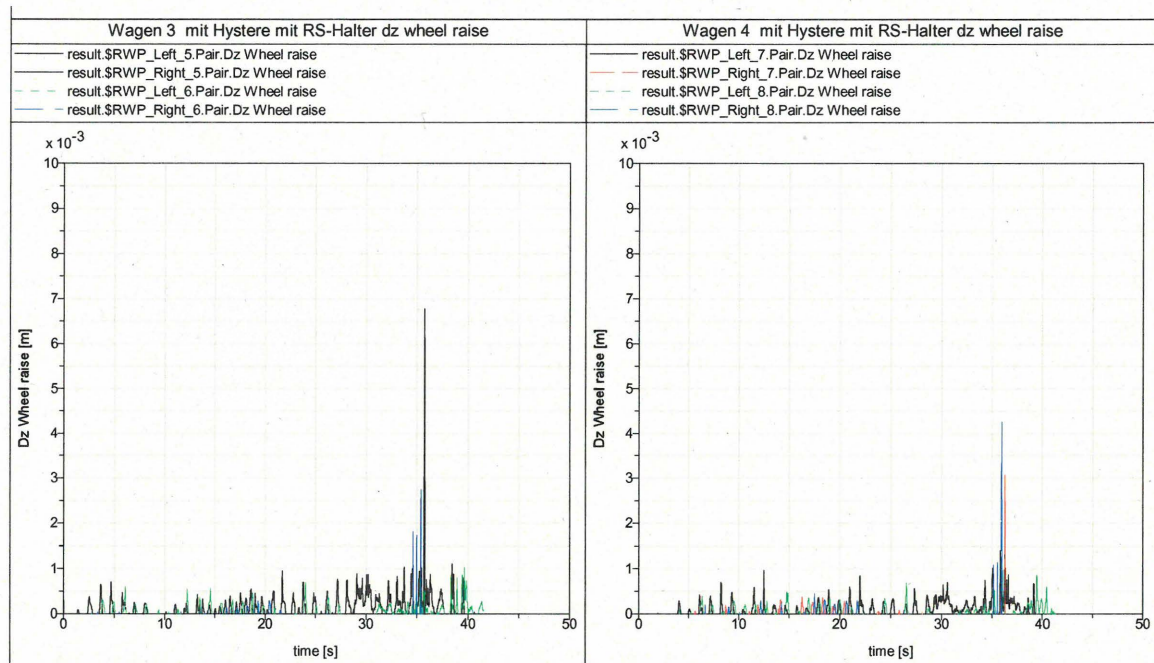 Wagen 3 mit Hystere mit RS-Halter dz wheel raise
result.$RWP_Left_5.Pair.Dz Wheel raise
result.$RWP_Right_5.Pair.Dz Wheel raise
result.$RWP_Left_6.Pair.Dz Wheel raise
result.$RWP_Right_6.Pair.Dz Wheel raise
x 10⁻³
10
9
8
7
6
5
4
3
2
1
0
0
10
20
30
40
50
Dz Wheel raise [m]
time [s]
Wagen 4 mit Hystere mit RS-Halter dz wheel raise
result.$RWP_Left_7.Pair.Dz Wheel raise
result.$RWP_Right_7.Pair.Dz Wheel raise
result.$RWP_Left_8.Pair.Dz Wheel raise
result.$RWP_Right_8.Pair.Dz Wheel raise
x 10⁻³
10
9
8
7
6
5
4
3
2
1
0
0
10
20
30
40
50
Dz Wheel raise [m]
time [s]